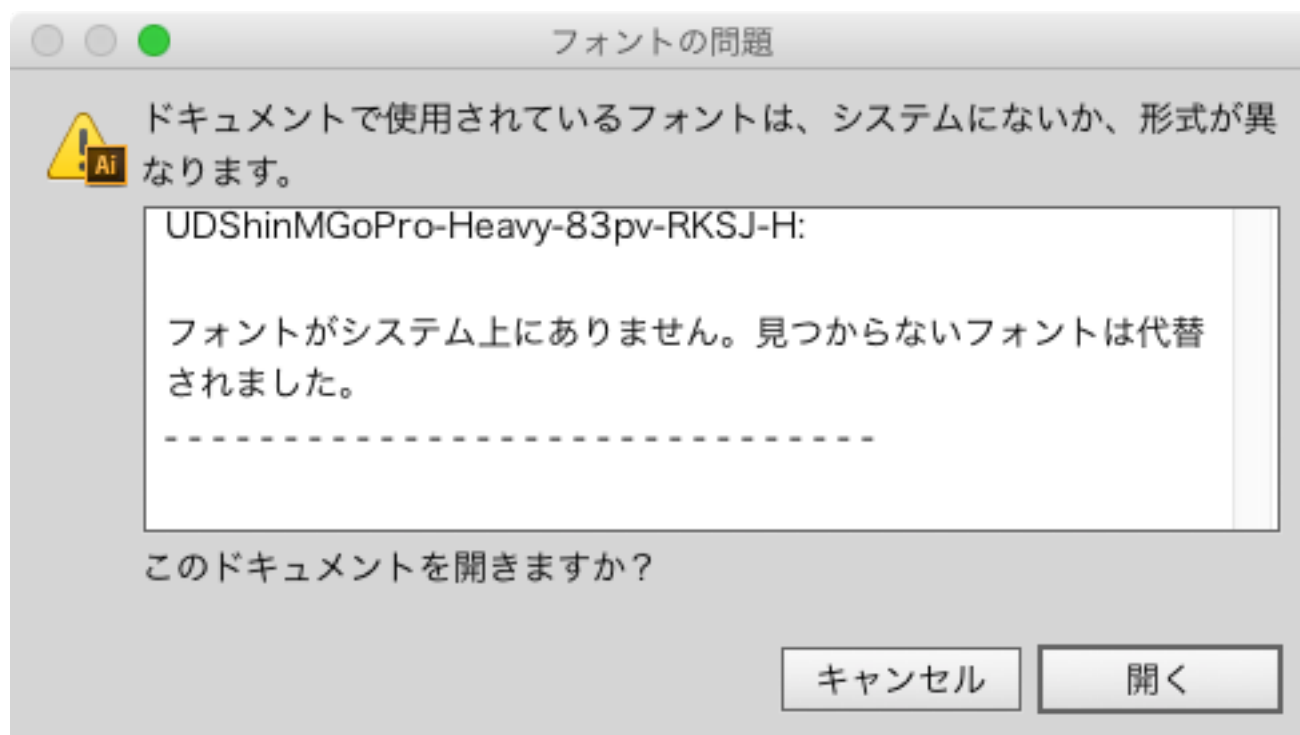 フォントの問題
ドキュメントで使用されているフォントは、システムにないか、形式が異
なります。
Ai
UDShinMGoPro-Heavy-83pv-RKSJ-H:
フォントがシステム上にありません。見つからないフォントは代替
されました。
- - - - - - - - - - - - - - - - - - - - - - - - - - - - - -
このドキュメントを開きますか？
キャンセル
開く